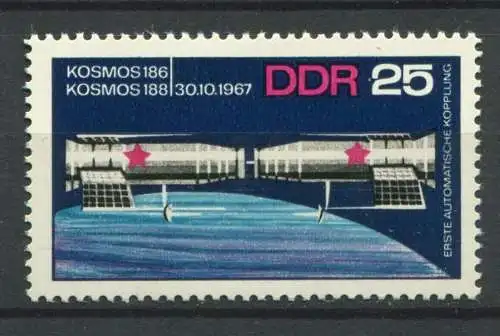 KOSMOS 186
KOSMOS 188 | 30.10.1967
DDR 25
ERSTE AUTOMATISCHE KOPPLUNG